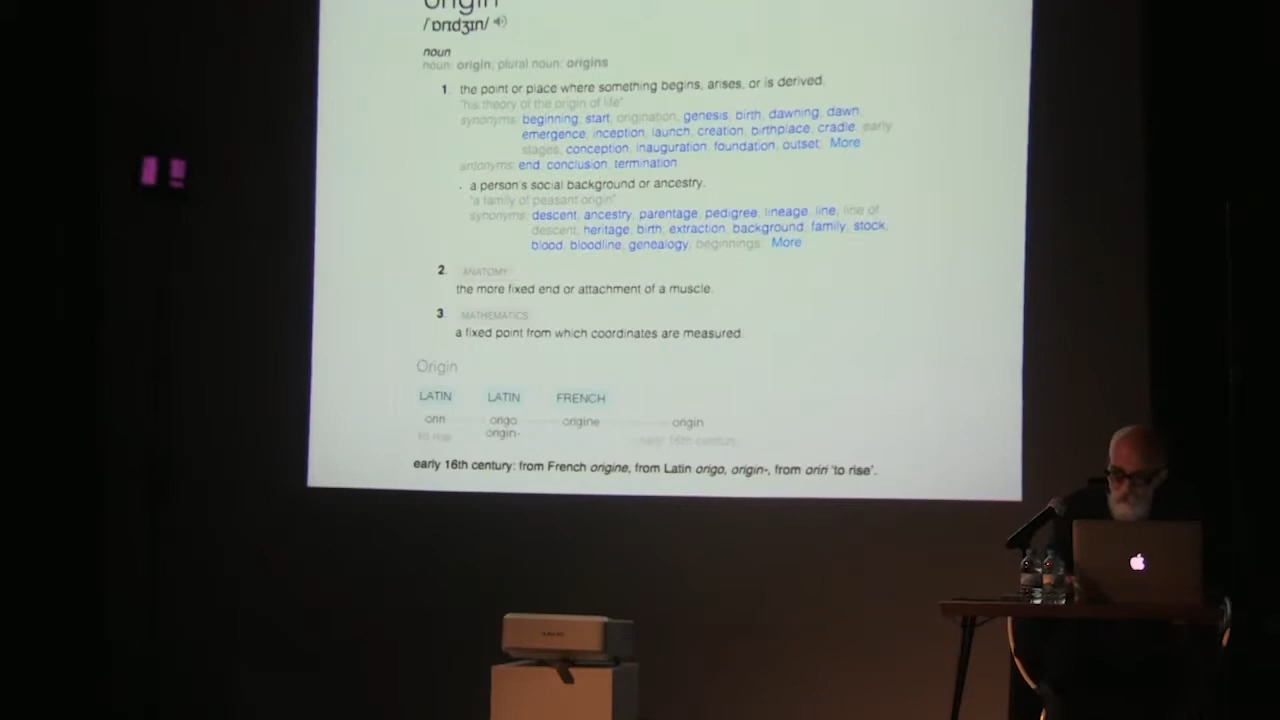 origin
/ˈɒrɪdʒɪn/
noun
noun: origin; plural noun: origins
1. the point or place where something begins, arises, or is derived.
"his theory of the origin of life"
synonyms: beginning, start, origination, genesis, birth, dawning, dawn,
emergence, inception, launch, creation, birthplace, cradle, early
stages, conception, inauguration, foundation, outset; More
antonyms: end, conclusion, termination
· a person's social background or ancestry.
"a family of peasant origin"
synonyms: descent, ancestry, parentage, pedigree, lineage, line, line of
descent, heritage, birth, extraction, background, family, stock,
blood, bloodline, genealogy, beginnings; More
2. ANATOMY
the more fixed end or attachment of a muscle.
3. MATHEMATICS
a fixed point from which coordinates are measured.
Origin
LATIN LATIN FRENCH
oriri origo origine origin
to rise origin- early 16th century
early 16th century: from French origine, from Latin origo, origin-, from oriri 'to rise'.